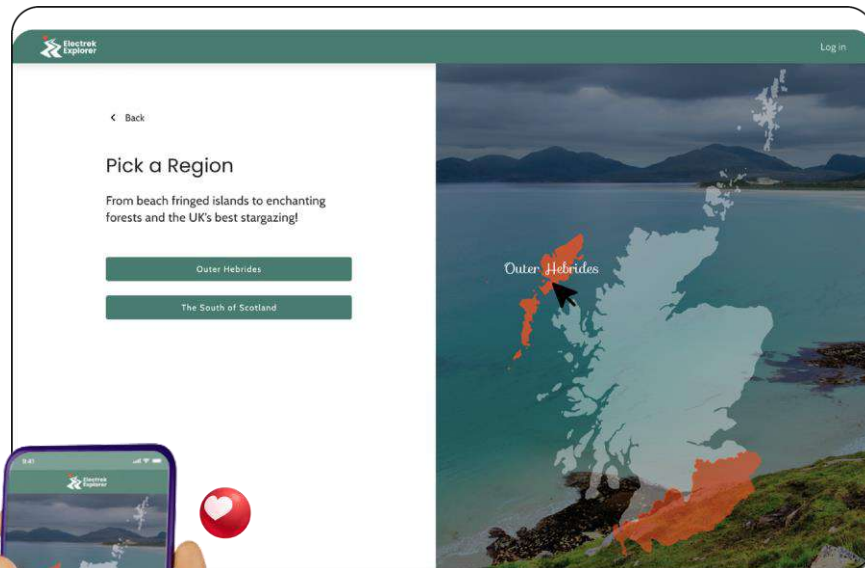 Electrek
Explorer
Log in
Back
Pick a Region
From beach fringed islands to enchanting
forests and the UK's best stargazing!
Outer Hebrides
The South of Scotland
Outer Hebrides
9:41
Electrek
Explorer